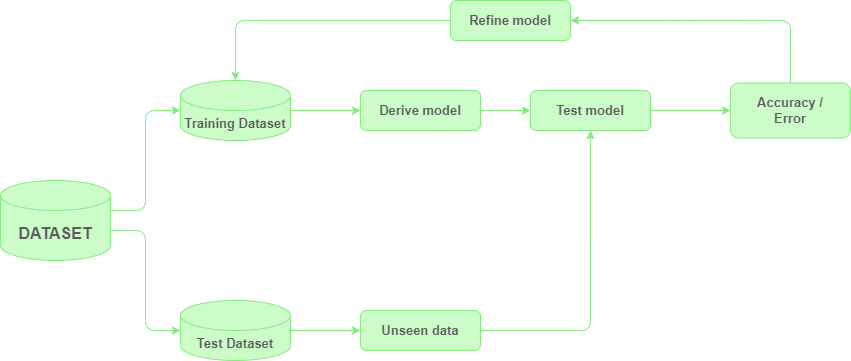 Refine model
Training Dataset
Derive model
Test model
Accuracy /
Error
DATASET
Test Dataset
Unseen data